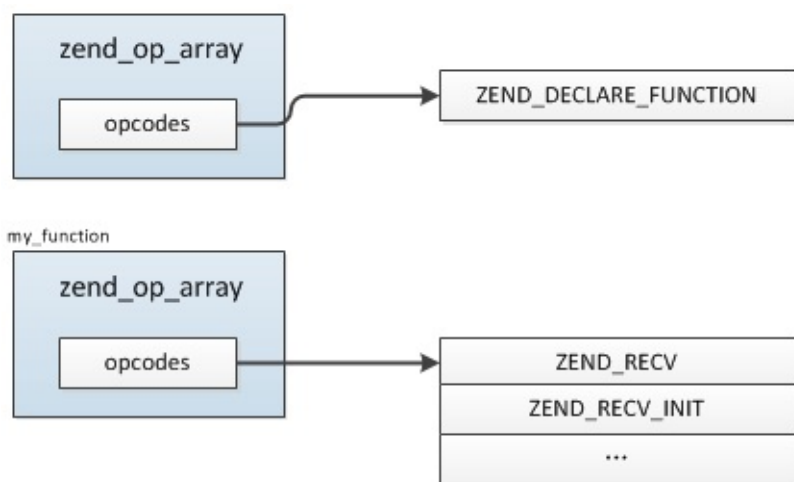 zend_op_array
opcodes
ZEND_DECLARE_FUNCTION
my_function
zend_op_array
opcodes
ZEND_RECV
ZEND_RECV_INIT
...